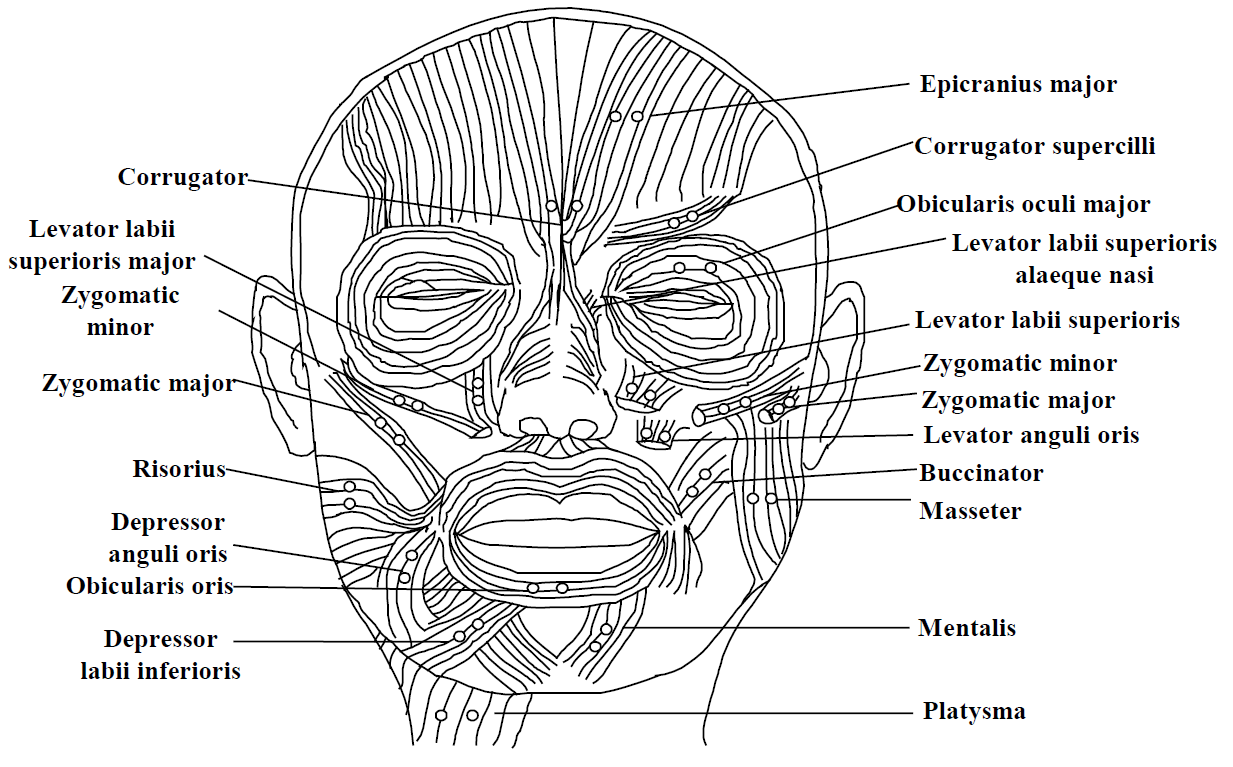 Corrugator
Levator labii
superioris major
Zygomatic
minor
Zygomatic major
Risorius
Depressor
anguli oris
Obicularis oris
Depressor
labii inferioris
Epicranius major
Corrugator supercilli
Obicularis oculi major
Levator labii superioris
alaeque nasi
Levator labii superioris
Zygomatic minor
Zygomatic major
Levator anguli oris
Buccinator
Masseter
Mentalis
Platysma